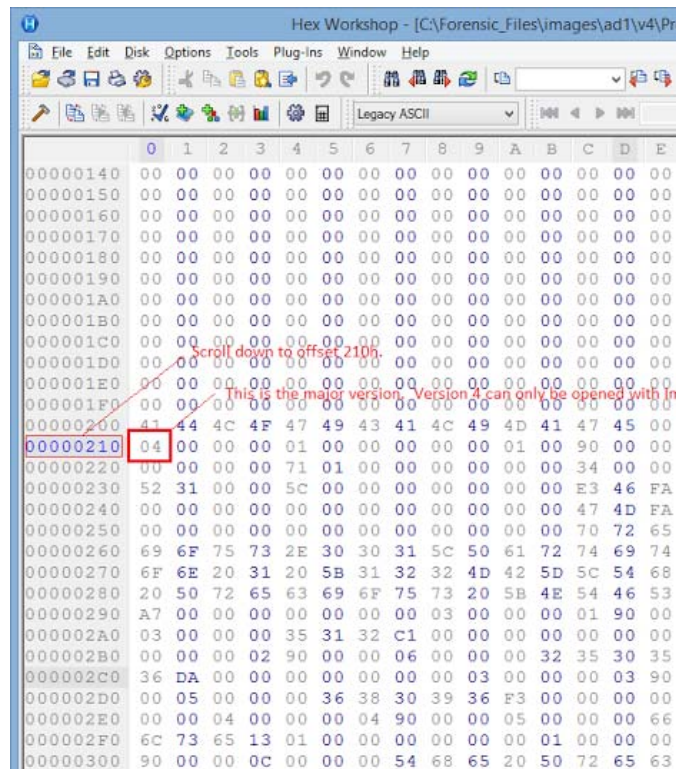 Hex Workshop - [C:\Forensic_Files\images\ad1\v4\Pr
File Edit Disk Options Tools Plug-Ins Window Help
Legacy ASCII
0 1 2 3 4 5 6 7 8 9 A B C D E
00000140 00 00 00 00 00 00 00 00 00 00 00 00 00 00 00
00000150 00 00 00 00 00 00 00 00 00 00 00 00 00 00 00
00000160 00 00 00 00 00 00 00 00 00 00 00 00 00 00 00
00000170 00 00 00 00 00 00 00 00 00 00 00 00 00 00 00
00000180 00 00 00 00 00 00 00 00 00 00 00 00 00 00 00
00000190 00 00 00 00 00 00 00 00 00 00 00 00 00 00 00
000001A0 00 00 00 00 00 00 00 00 00 00 00 00 00 00 00
000001B0 00 00 00 00 00 00 00 00 00 00 00 00 00 00 00
000001C0 00 00 00 00 00 00 00 00 00 00 00 00 00 00 00
Scroll down to offset 210h.
000001D0 00 00 00 00 00 00 00 00 00 00 00 00 00 00 00
000001E0 00 00 00 00 00 00 00 00 00 00 00 00 00 00 00
This is the major version. Version 4 can only be opened with Im
000001F0 00 00 00 00 00 00 00 00 00 00 00 00 00 00 00
00000200 41 44 4C 4F 47 49 43 41 4C 49 4D 41 47 45 00
00000210 04 00 00 00 01 00 00 00 00 00 01 00 90 00 00
00000220 00 00 00 00 71 01 00 00 00 00 00 00 34 00 00
00000230 52 31 00 00 5C 00 00 00 00 00 00 00 E3 46 FA
00000240 00 00 00 00 00 00 00 00 00 00 00 00 47 4D FA
00000250 00 00 00 00 00 00 00 00 00 00 00 00 70 72 65
00000260 69 6F 75 73 2E 30 30 31 5C 50 61 72 74 69 74
00000270 6F 6E 20 31 20 5B 31 32 32 4D 42 5D 5C 54 68
00000280 20 50 72 65 63 69 6F 75 73 20 5B 4E 54 46 53
00000290 A7 00 00 00 00 00 00 00 03 00 00 00 01 90 00
000002A0 03 00 00 00 35 31 32 C1 00 00 00 00 00 00 00
000002B0 00 00 00 02 90 00 00 06 00 00 00 32 35 30 35
000002C0 36 DA 00 00 00 00 00 00 00 03 00 00 00 03 90
000002D0 00 05 00 00 00 36 38 30 39 36 F3 00 00 00 00
000002E0 00 00 04 00 00 00 04 90 00 00 05 00 00 00 66
000002F0 6C 73 65 13 01 00 00 00 00 00 00 01 00 00 00
00000300 90 00 00 0C 00 00 00 54 68 65 20 50 72 65 63